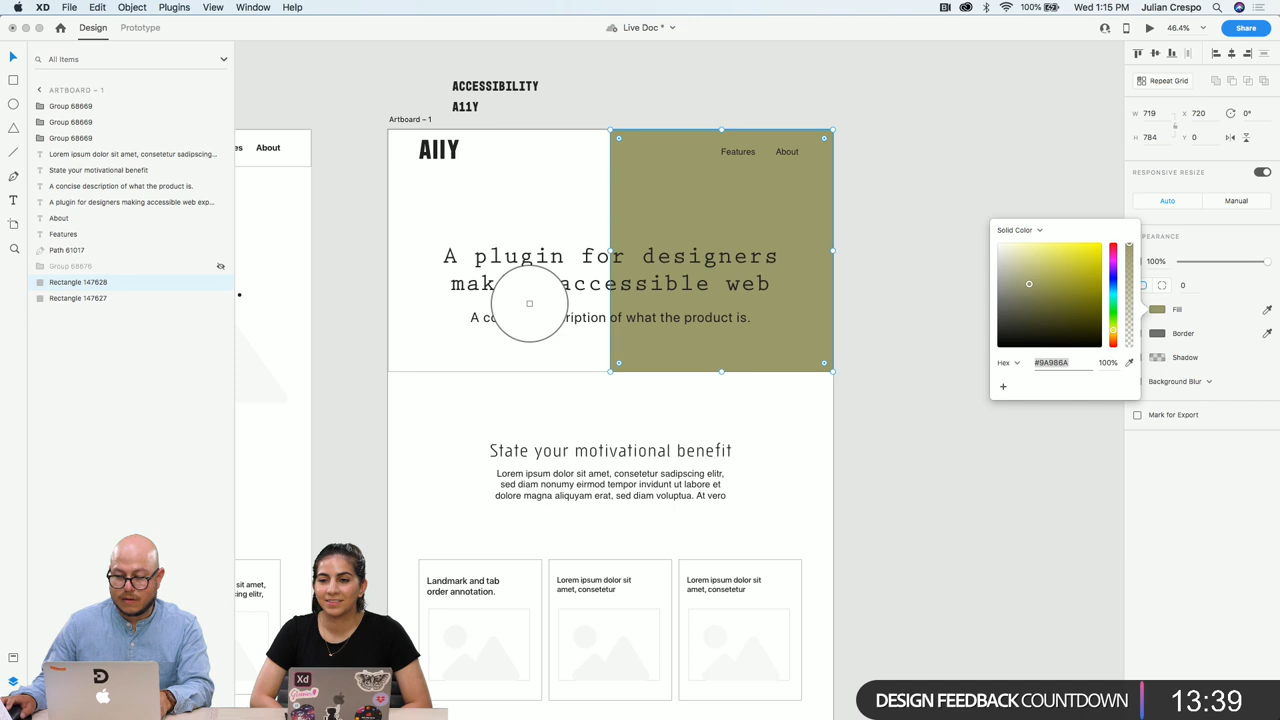 XD File Edit Object Plugins View Window Help
100% Wed 1:15 PM Julian Crespo
Design Prototype
Live Doc *
46.4%
Share
All Items
ARTBOARD – 1
Group 68669
Group 68669
Group 68669
Lorem ipsum dolor sit amet, consetetur sadipscing...
State your motivational benefit
A concise description of what the product is.
A plugin for designers making accessible web exp...
About
Features
Path 61017
Group 68676
Rectangle 147628
Rectangle 147627
es About
sit amet,
cing elitr,
ACCESSIBILITY
A11Y
Artboard – 1
A11Y
Features About
A plugin for designers
accessible web
A ription of what the product is.
State your motivational benefit
Lorem ipsum dolor sit amet, consetetur sadipscing elitr,
sed diam nonumy eirmod tempor invidunt ut labore et
dolore magna aliquyam erat, sed diam voluptua. At vero
Landmark and tab
order annotation.
Lorem ipsum dolor sit
amet, consetetur
Lorem ipsum dolor sit
amet, consetetur
Repeat Grid
W 719 X 720 0°
H 784 Y 0
RESPONSIVE RESIZE
Auto Manual
PEARANCE
100%
0
Fill
Border
Shadow
Background Blur
Mark for Export
Solid Color
Hex #9A986A 100%
Xd
DESIGN FEEDBACK COUNTDOWN 13:39